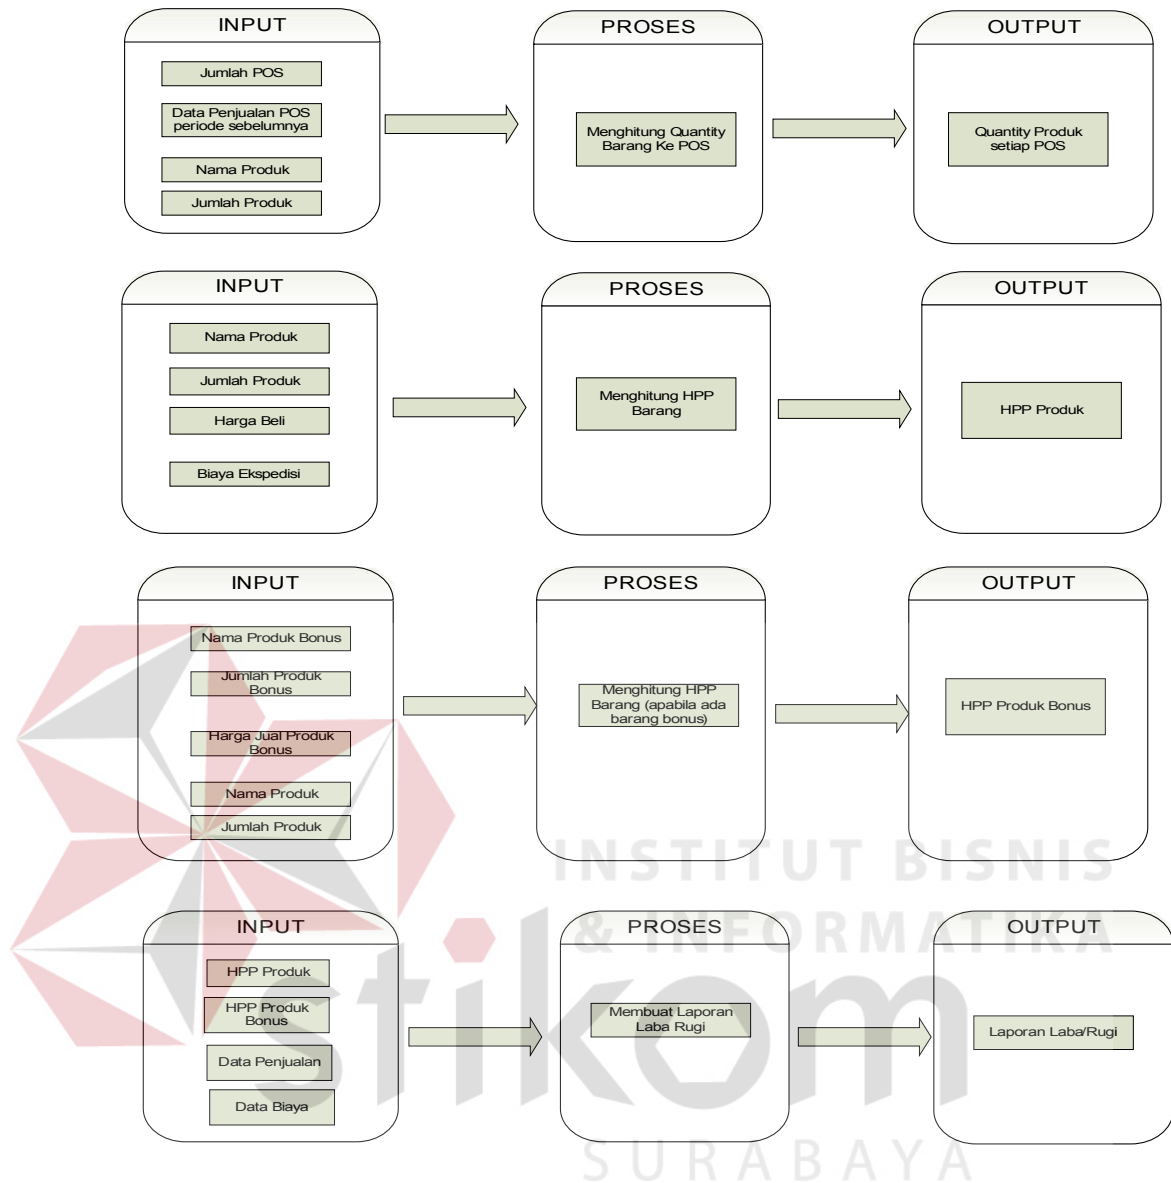 INPUT
Jumlah POS
Data Penjualan POS
periode sebelumnya
Nama Produk
Jumlah Produk
PROSES
Menghitung Quantity
Barang Ke POS
OUTPUT
Quantity Produk
setiap POS
INPUT
Nama Produk
Jumlah Produk
Harga Beli
Biaya Ekspedisi
PROSES
Menghitung HPP
Barang
OUTPUT
HPP Produk
INPUT
Nama Produk Bonus
Jumlah Produk
Bonus
Harga Jual Produk
Bonus
Nama Produk
Jumlah Produk
PROSES
Menghitung HPP
Barang (apabila ada
barang bonus)
OUTPUT
HPP Produk Bonus
INPUT
HPP Produk
HPP Produk
Bonus
Data Penjualan
Data Biaya
PROSES
Membuat Laporan
Laba Rugi
OUTPUT
Laporan Laba/Rugi
INSTITUT BISNIS
& INFORMATIKA
stikom
SURABAYA